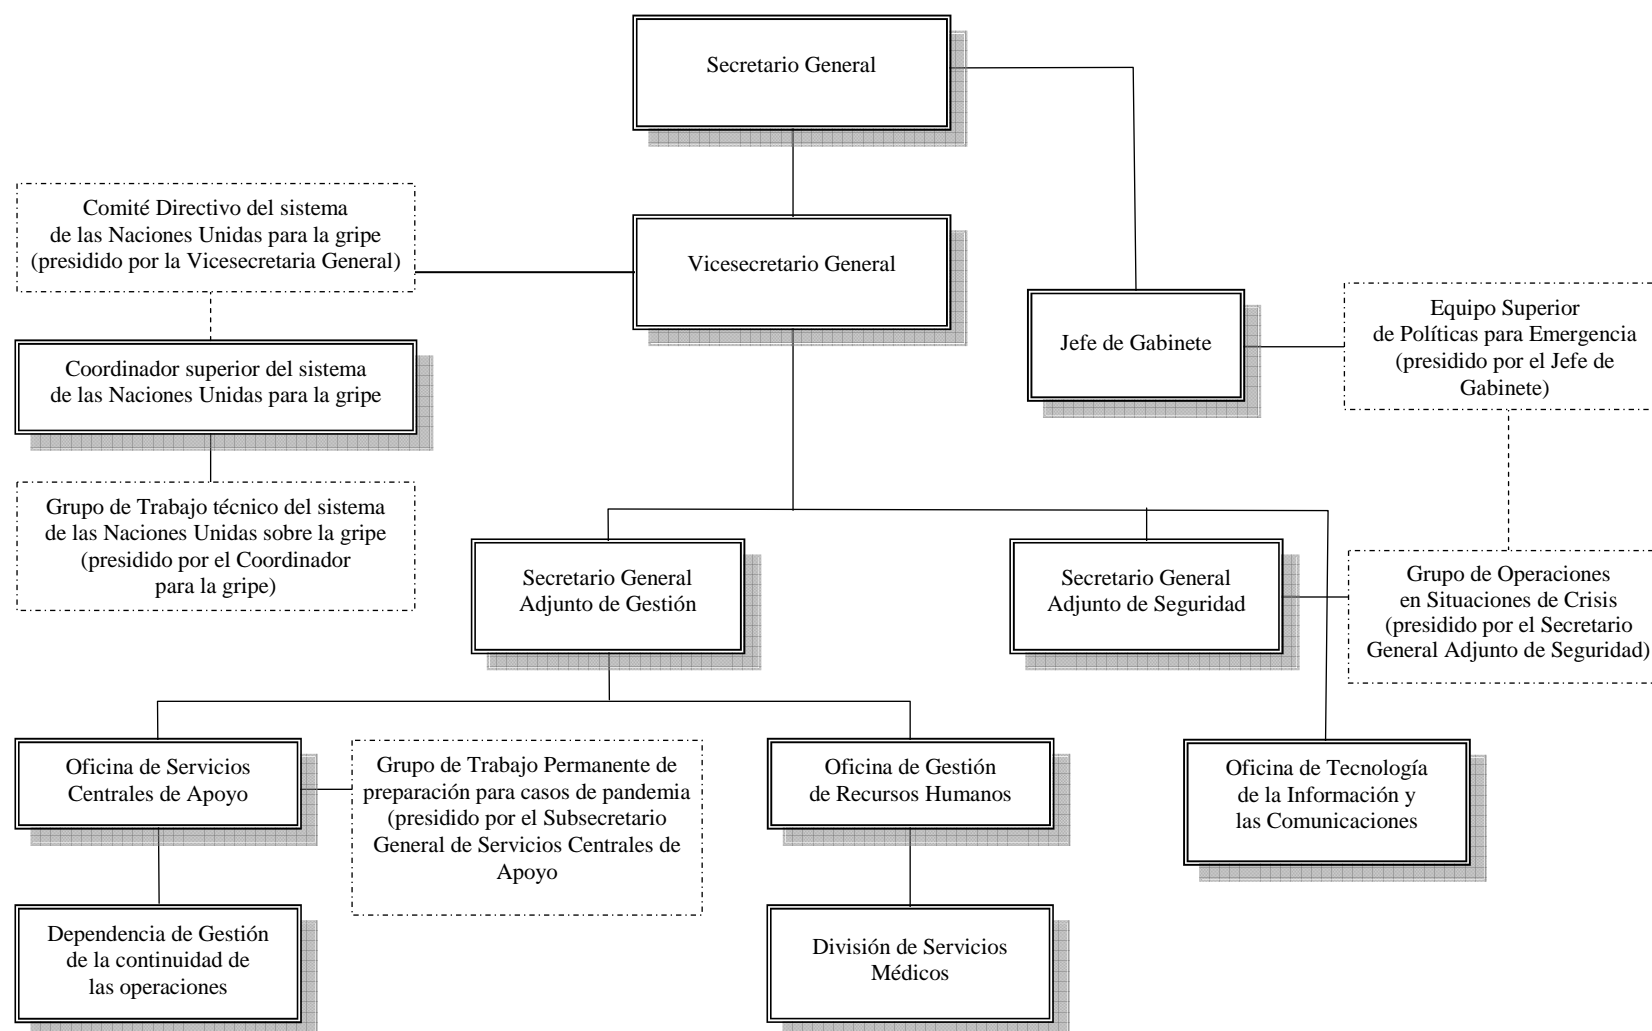 Secretario General
Comité Directivo del sistema
de las Naciones Unidas para la gripe
(presidido por la Vicesecretaria General)
Vicesecretario General
Jefe de Gabinete
Equipo Superior
de Políticas para Emergencia
(presidido por el Jefe de
Gabinete)
Coordinador superior del sistema
de las Naciones Unidas para la gripe
Grupo de Trabajo técnico del sistema
de las Naciones Unidas sobre la gripe
(presidido por el Coordinador
para la gripe)
Secretario General
Adjunto de Gestión
Secretario General
Adjunto de Seguridad
Grupo de Operaciones
en Situaciones de Crisis
(presidido por el Secretario
General Adjunto de Seguridad)
Oficina de Servicios
Centrales de Apoyo
Grupo de Trabajo Permanente de
preparación para casos de pandemia
(presidido por el Subsecretario
General de Servicios Centrales de
Apoyo
Oficina de Gestión
de Recursos Humanos
Oficina de Tecnología
de la Información y
las Comunicaciones
Dependencia de Gestión
de la continuidad de
las operaciones
División de Servicios
Médicos